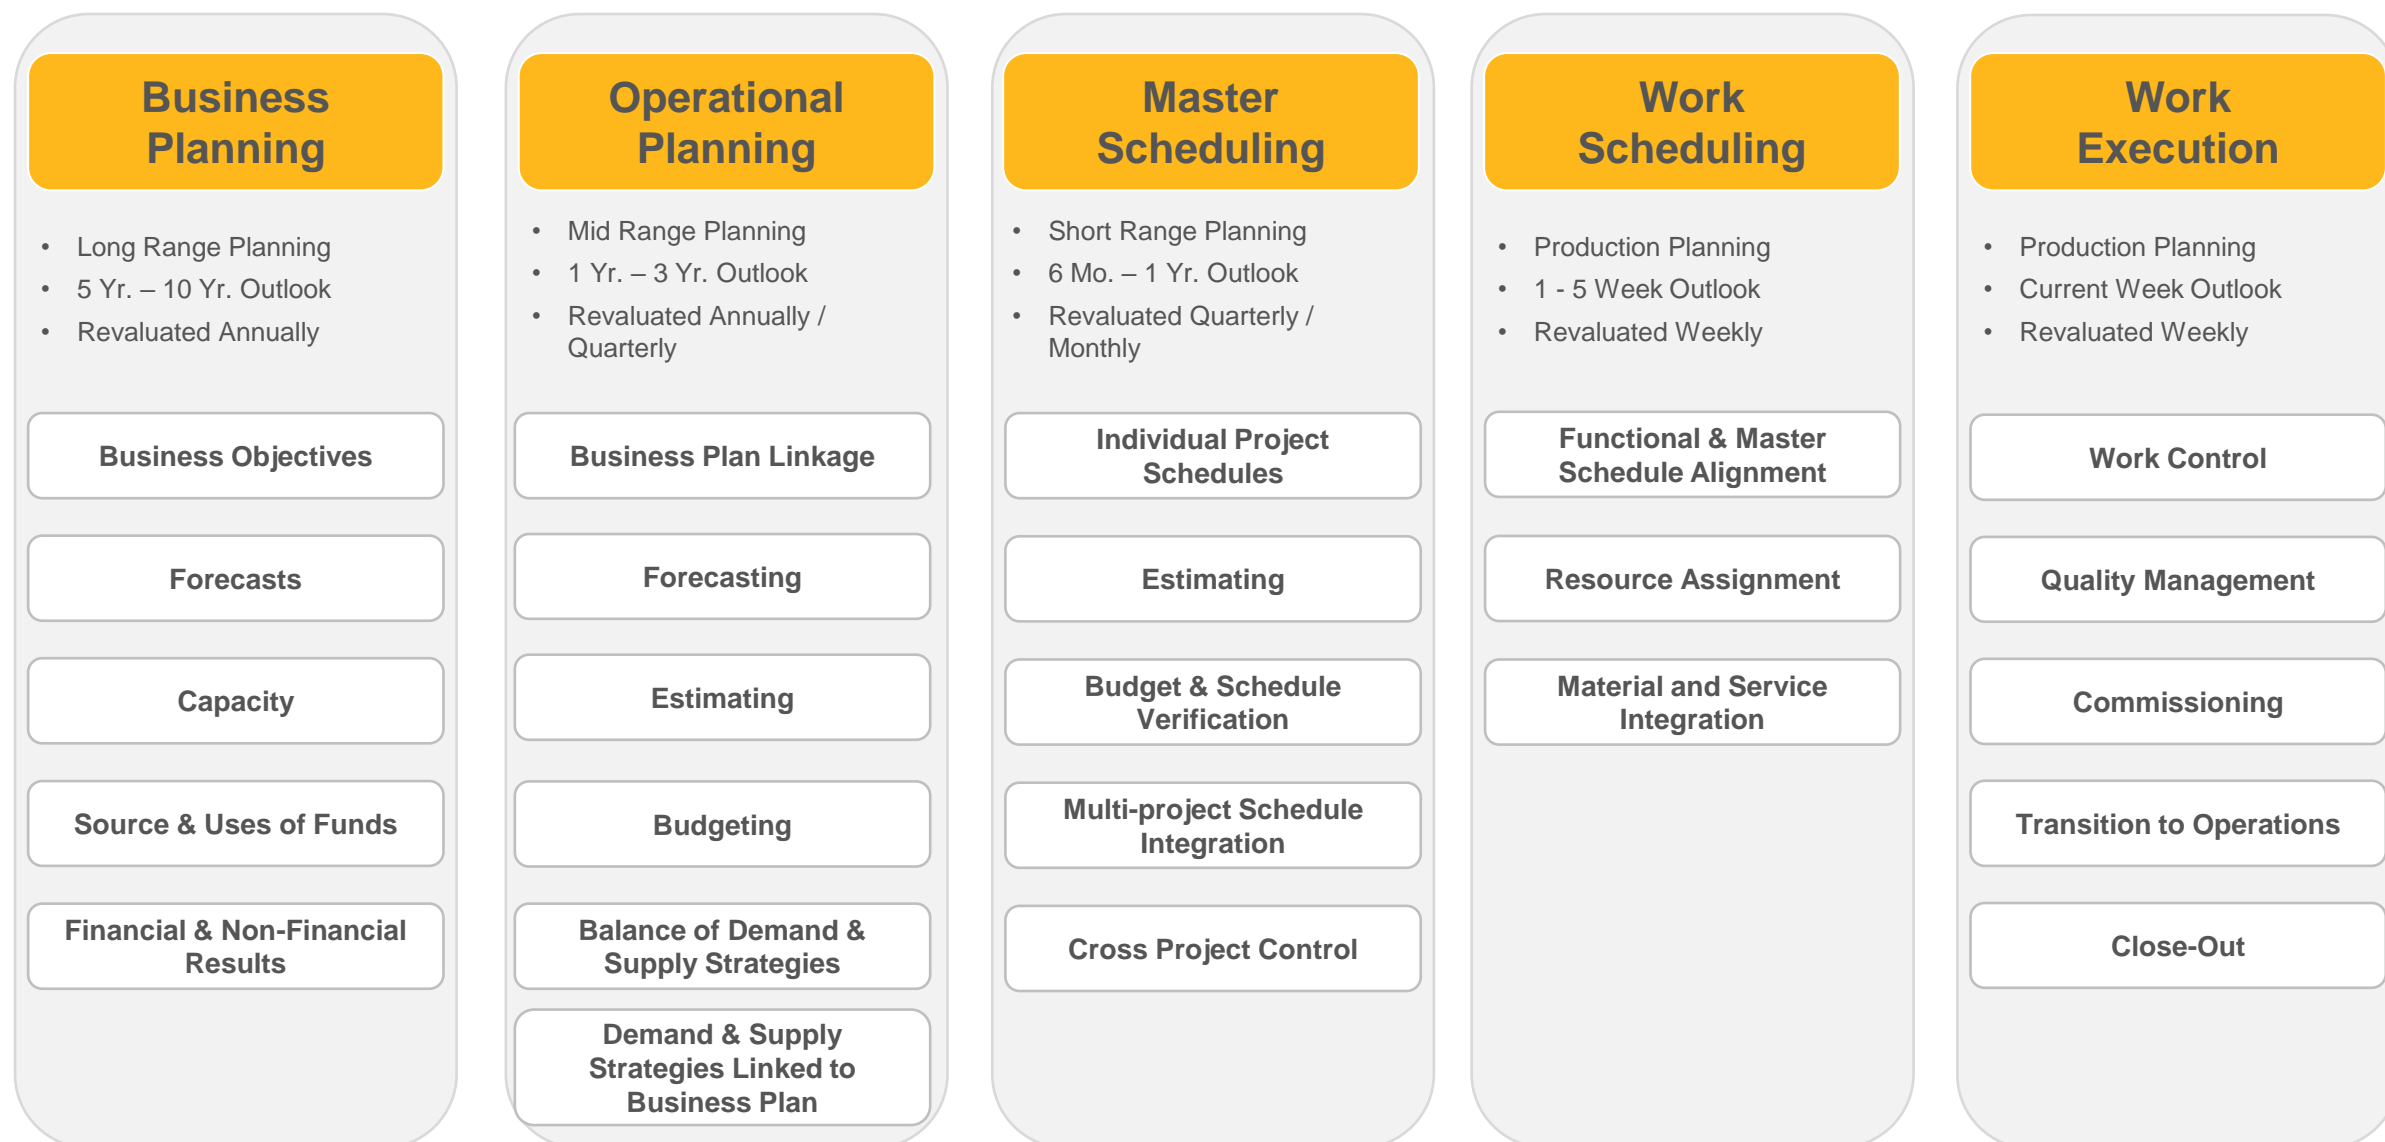 Business
Planning
• Long Range Planning
• 5 Yr. – 10 Yr. Outlook
• Revaluated Annually
Business Objectives
Forecasts
Capacity
Source & Uses of Funds
Financial & Non-Financial
Results
Operational
Planning
• Mid Range Planning
• 1 Yr. – 3 Yr. Outlook
• Revaluated Annually /
Quarterly
Business Plan Linkage
Forecasting
Estimating
Budgeting
Balance of Demand &
Supply Strategies
Demand & Supply
Strategies Linked to
Business Plan
Master
Scheduling
• Short Range Planning
• 6 Mo. – 1 Yr. Outlook
• Revaluated Quarterly /
Monthly
Individual Project
Schedules
Estimating
Budget & Schedule
Verification
Multi-project Schedule
Integration
Cross Project Control
Work
Scheduling
• Production Planning
• 1 - 5 Week Outlook
• Revaluated Weekly
Functional & Master
Schedule Alignment
Resource Assignment
Material and Service
Integration
Work
Execution
• Production Planning
• Current Week Outlook
• Revaluated Weekly
Work Control
Quality Management
Commissioning
Transition to Operations
Close-Out